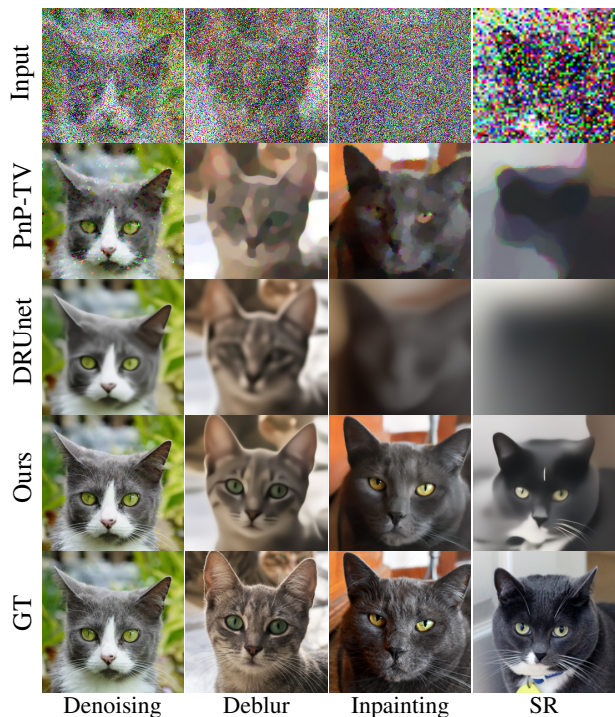 Input
PnP-TV
DRUnet
Ours
GT
Denoising Deblur Inpainting SR